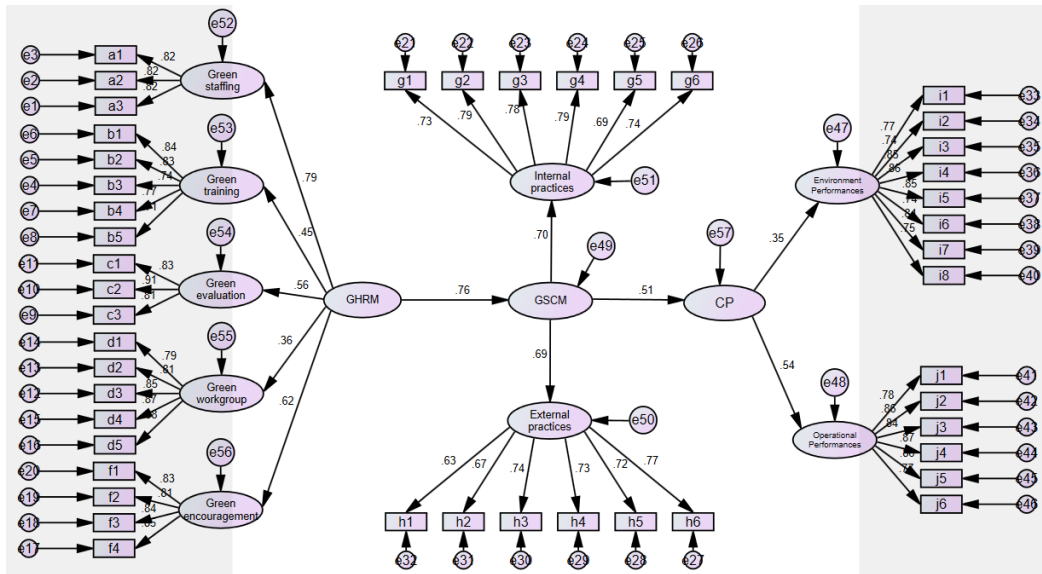 e52
e3
a1
.82
e2
a2
.82
Green
staffing
e1
a3
.82
e6
b1
e53
e5
b2
.84
.83
e4
b3
.74
Green
training
e7
b4
.77
e8
b5
e54
e11
c1
.83
e10
c2
.91
Green
evaluation
e9
c3
.81
e14
d1
e55
e13
d2
.79
.81
e12
d3
.85
Green
workgroup
e15
d4
.87
e16
d5
e20
f1
e56
e19
f2
.83
.81
Green
encouragement
e18
f3
.84
e17
f4
.79
.45
.56
.36
.62
GHRM
.76
e21
e22
e23
e24
e25
e26
g1
g2
g3
g4
g5
g6
.73
.79
.78
.79
.69
.74
Internal
practices
e51
.70
e49
GSCM
.51
.69
External
practices
e50
.63
.67
.74
.73
.72
.77
h1
h2
h3
h4
h5
h6
e32
e31
e30
e29
e28
e27
e57
CP
.35
.54
e47
Environment
Performances
.77
.74
.85
.75
i1
e33
i2
e34
i3
e35
i4
e36
i5
e37
i6
e38
i7
e39
i8
e40
e48
Operational
Performances
.78
.87
j1
e41
j2
e42
j3
e43
j4
e44
j5
e45
j6
e46